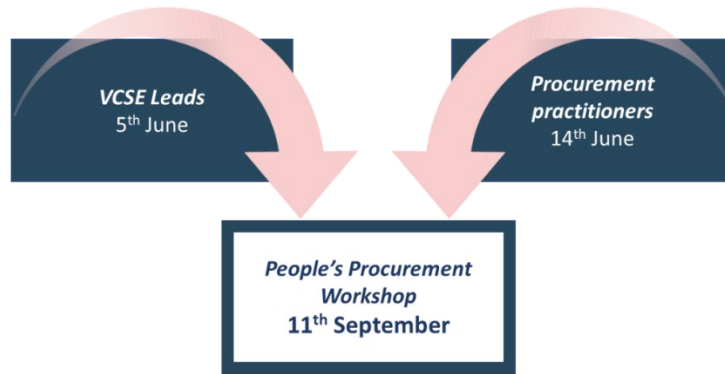 VCSE Leads
5th June
Procurement
practitioners
14th June
People's Procurement
Workshop
11th September